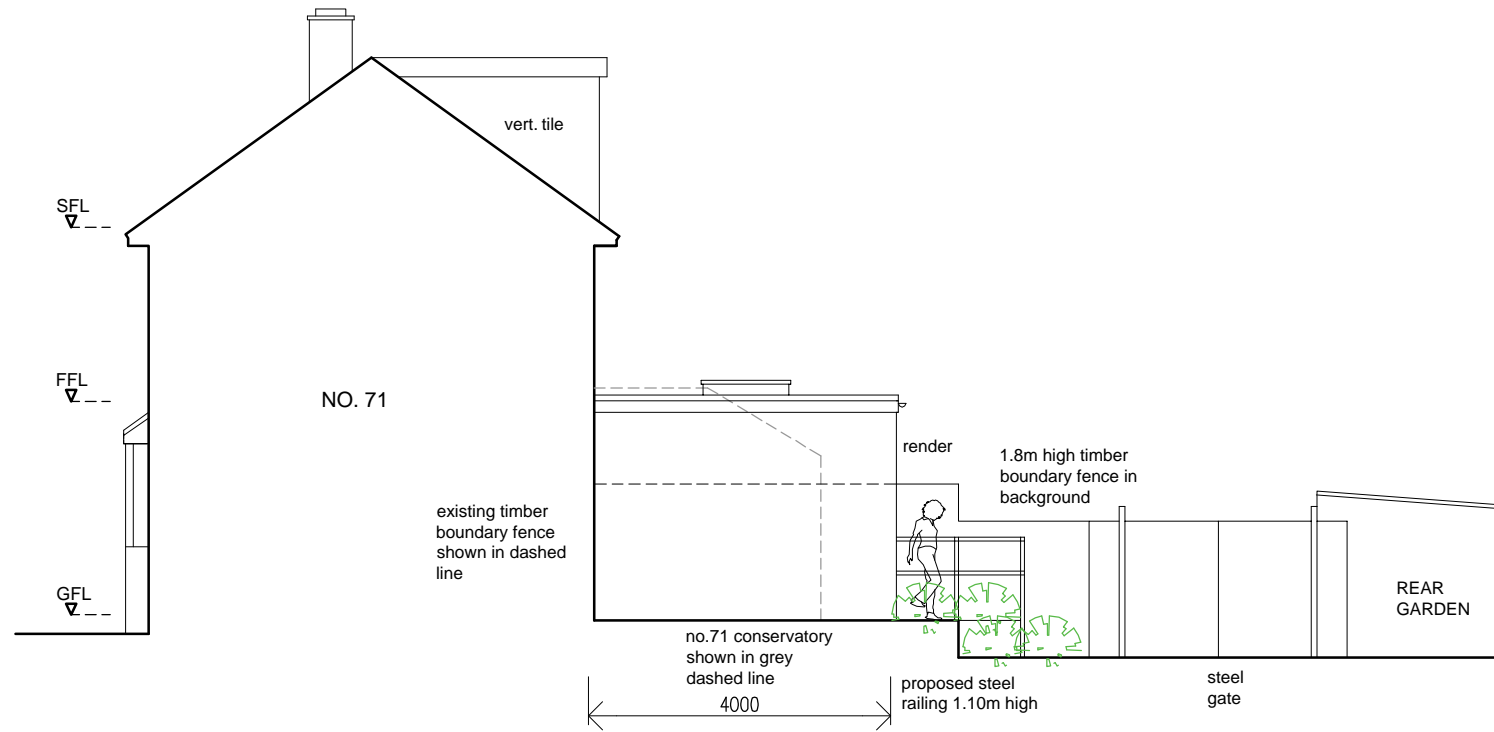 vert. tile
SFL
FFL
NO. 71
render
1.8m high timber
boundary fence in
background
existing timber
boundary fence
shown in dashed
line
GFL
REAR
GARDEN
no.71 conservatory
shown in grey
dashed line
proposed steel
railing 1.10m high
steel
gate
4000